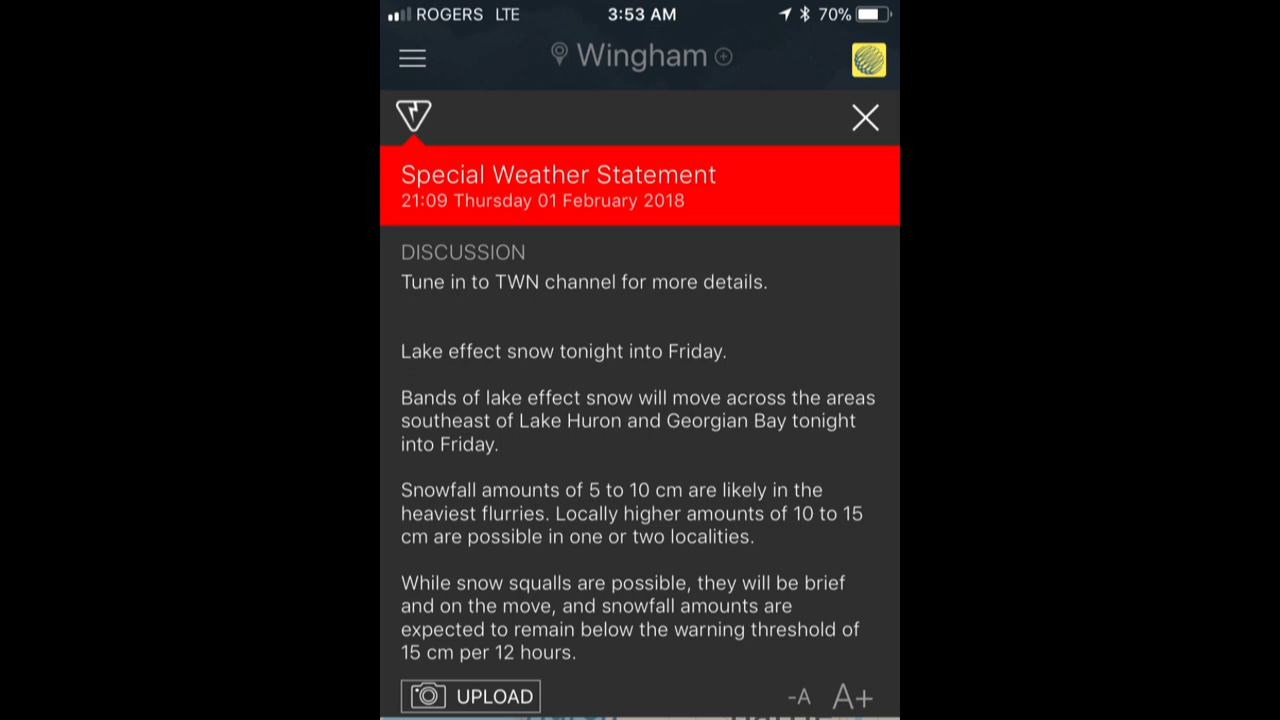 ROGERS LTE 3:53 AM 70%
Wingham
Special Weather Statement
21:09 Thursday 01 February 2018
DISCUSSION
Tune in to TWN channel for more details.
Lake effect snow tonight into Friday.
Bands of lake effect snow will move across the areas
southeast of Lake Huron and Georgian Bay tonight
into Friday.
Snowfall amounts of 5 to 10 cm are likely in the
heaviest flurries. Locally higher amounts of 10 to 15
cm are possible in one or two localities.
While snow squalls are possible, they will be brief
and on the move, and snowfall amounts are
expected to remain below the warning threshold of
15 cm per 12 hours.
UPLOAD -A A+